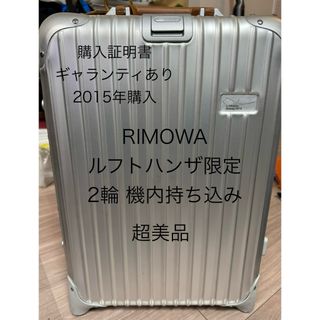 購入証明書
ギャランティあり
2015年購入
RIMOWA
ルフトハンザ限定
2輪 機内持ち込み
超美品